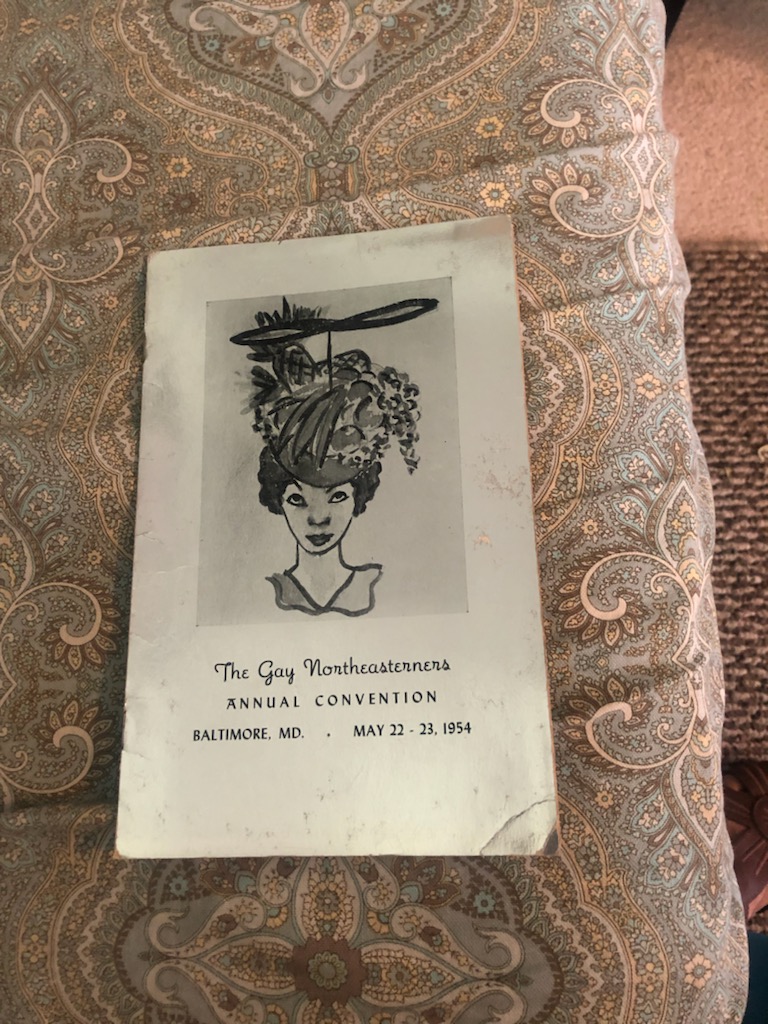 The Gay Northeasterners
ANNUAL CONVENTION
BALTIMORE, MD. · MAY 22 - 23, 1954